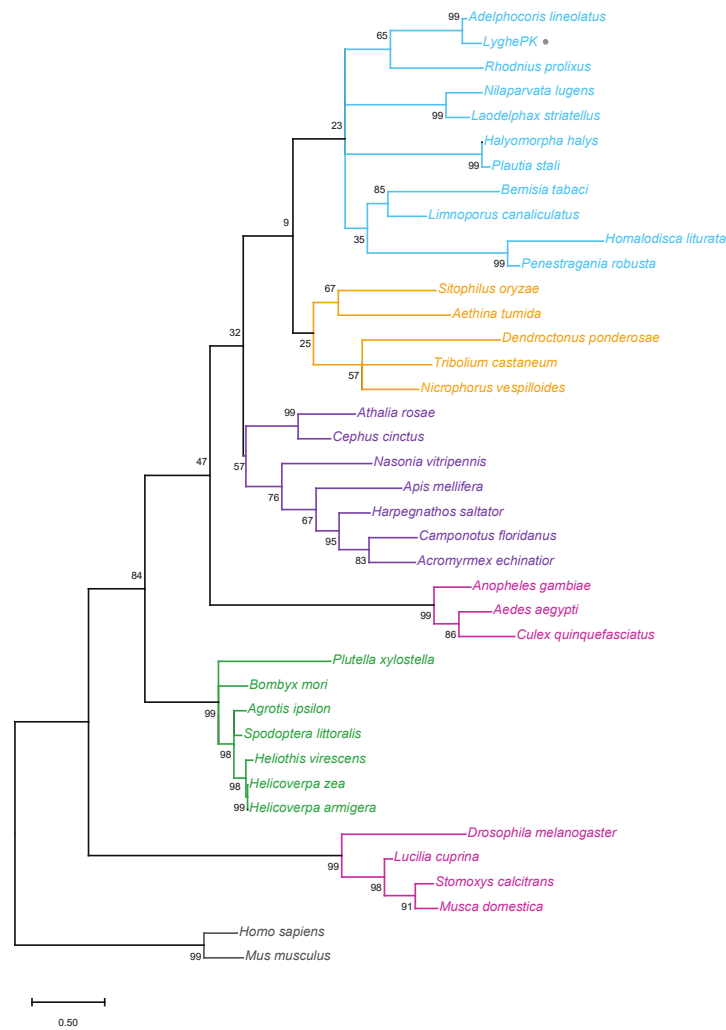 99
Adelphocoris lineolatus
65
LyghePK
Rhodnius prolixus
Nilaparvata lugens
99
Laodelphax striatellus
23
Halyomorpha halys
99
Plautia stali
85
Bemisia tabaci
Limnoporus canaliculatus
9
35
Homalodisca liturata
99
Penestragania robusta
67
Sitophilus oryzae
Aethina tumida
32
25
Dendroctonus ponderosae
Tribolium castaneum
57
Nicrophorus vespilloides
99
Athalia rosae
Cephus cinctus
47
57
Nasonia vitripennis
76
Apis mellifera
67
Harpegnathos saltator
95
Camponotus floridanus
83
Acromyrmex echinatior
84
Anopheles gambiae
99
Aedes aegypti
86
Culex quinquefasciatus
Plutella xylostella
Bombyx mori
99
Agrotis ipsilon
Spodoptera littoralis
98
Heliothis virescens
98
Helicoverpa zea
99
Helicoverpa armigera
Drosophila melanogaster
99
Lucilia cuprina
98
Stomoxys calcitrans
91
Musca domestica
Homo sapiens
99
Mus musculus
0.50